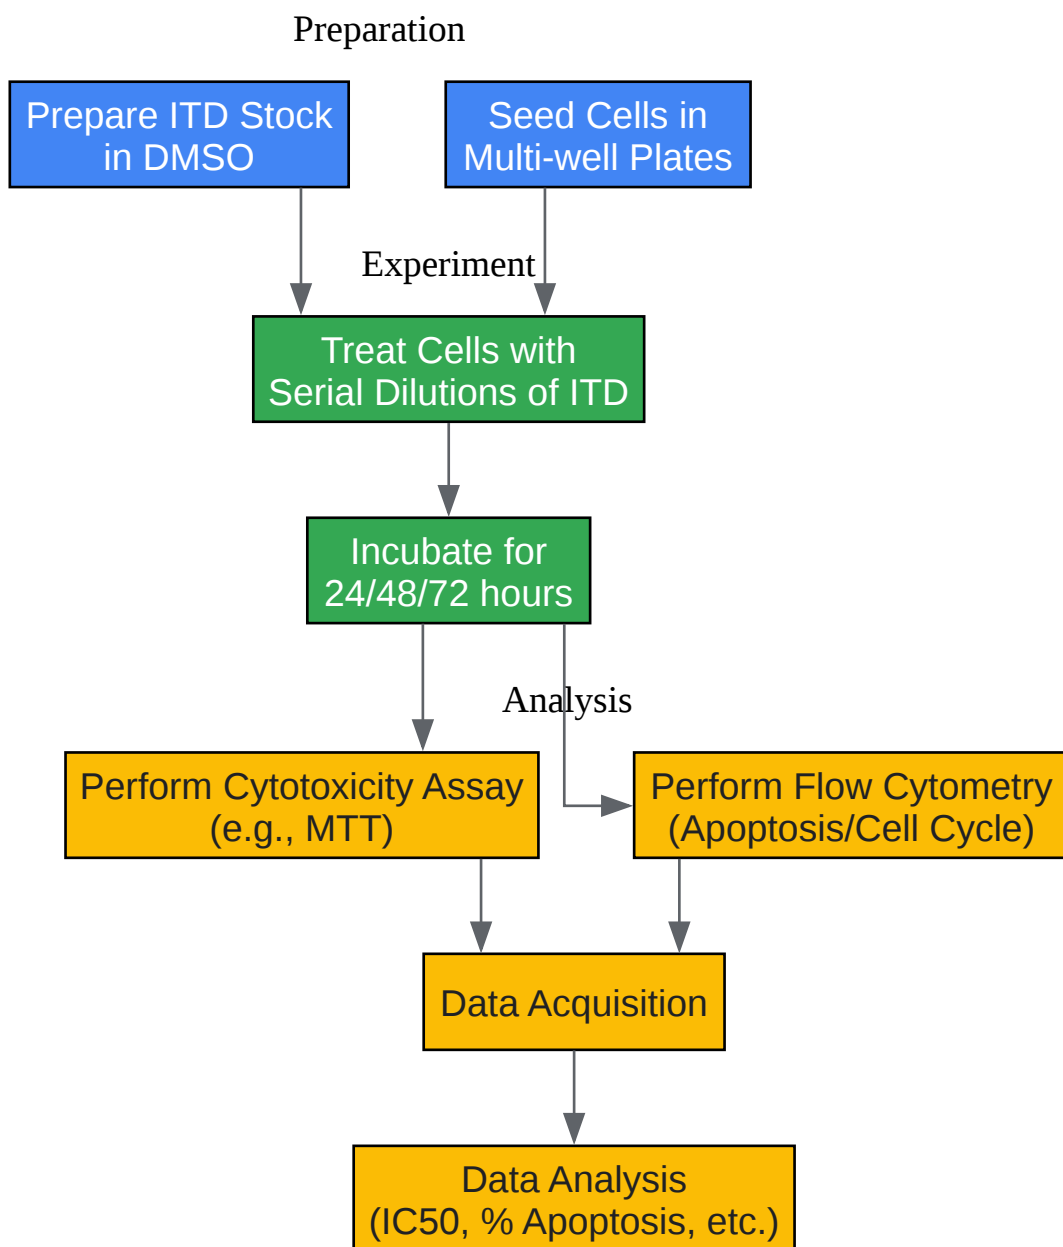 Preparation
Prepare ITD Stock
in DMSO
Seed Cells in
Multi-well Plates
Experiment
Treat Cells with
Serial Dilutions of ITD
Incubate for
24/48/72 hours
Analysis
Perform Cytotoxicity Assay
(e.g., MTT)
Perform Flow Cytometry
(Apoptosis/Cell Cycle)
Data Acquisition
Data Analysis
(IC50, % Apoptosis, etc.)